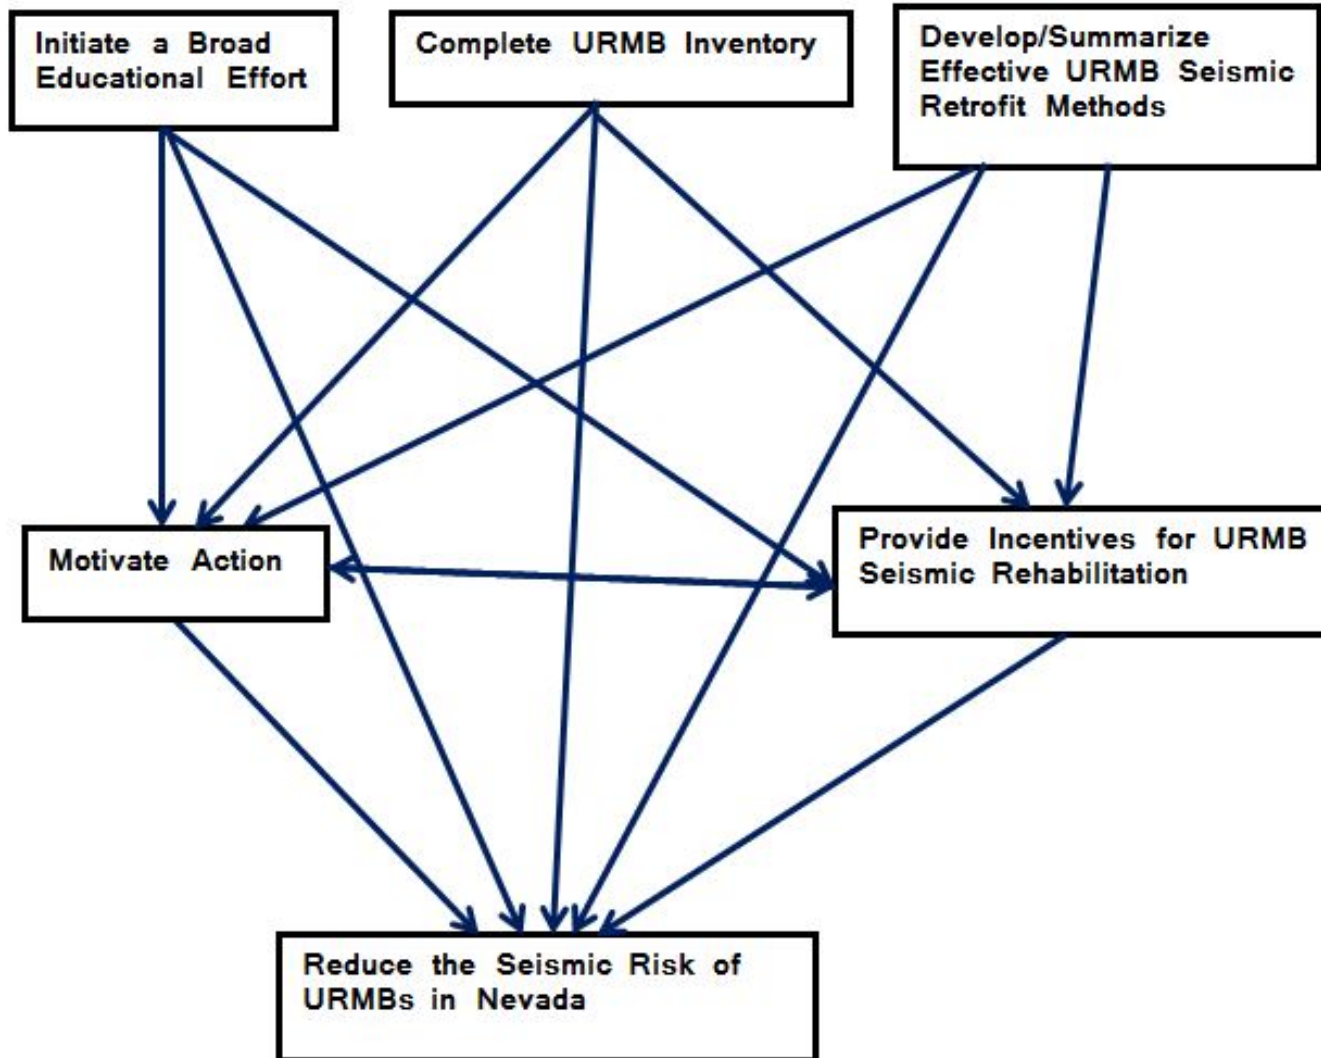 Initiate a Broad
Educational Effort
Complete URMB Inventory
Develop/Summarize
Effective URMB Seismic
Retrofit Methods
Motivate Action
Provide Incentives for URMB
Seismic Rehabilitation
Reduce the Seismic Risk of
URMBs in Nevada